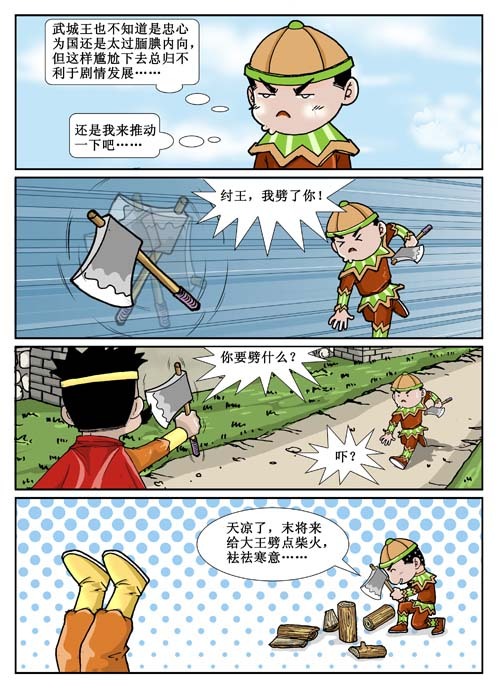 武城王也不知道是忠心
为国还是太过腼腆内向，
但这样尴尬下去总归不
利于剧情发展……
还是我来推动
一下吧……
纣王，我劈了你！
你要劈什么？
吓？
天凉了，末将来
给大王劈点柴火，
祛祛寒意……